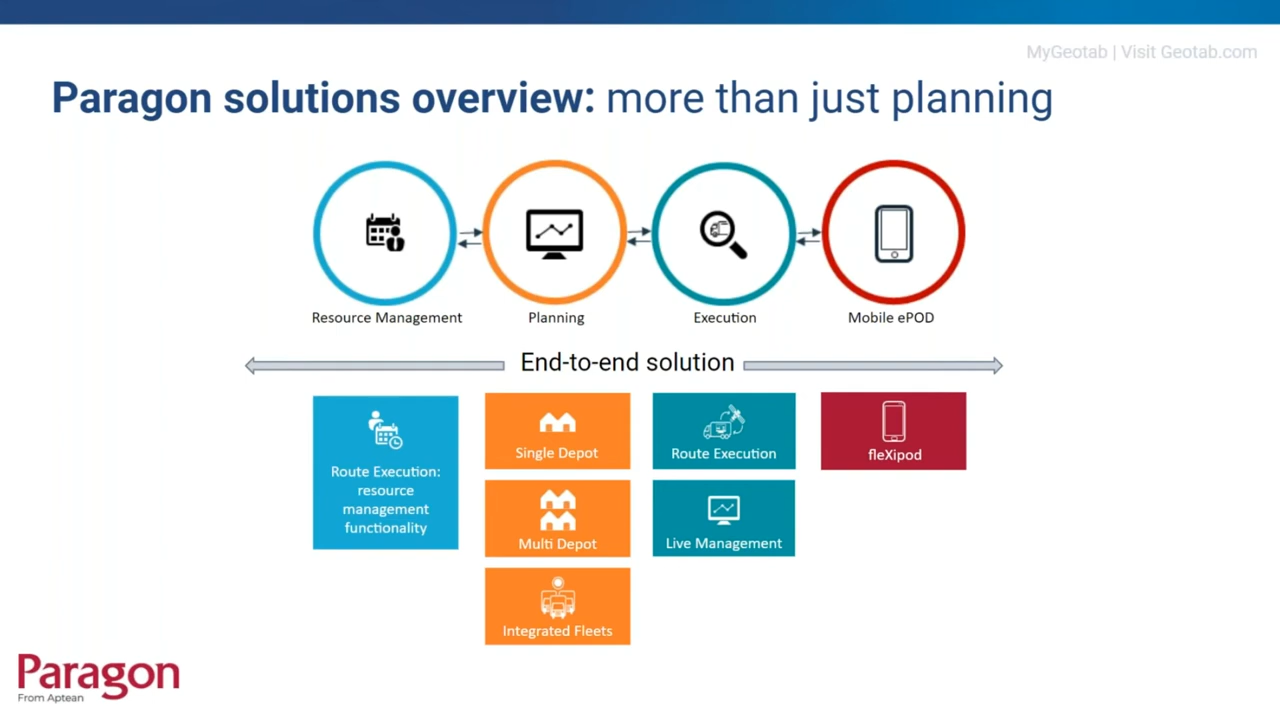 MyGeotab | Visit Geotab.com
Paragon solutions overview: more than just planning
Resource Management
Planning
Execution
Mobile ePOD
End-to-end solution
Route Execution:
resource
management
functionality
Single Depot
Multi Depot
Integrated Fleets
Route Execution
Live Management
fleXipod
Paragon
From Aptean